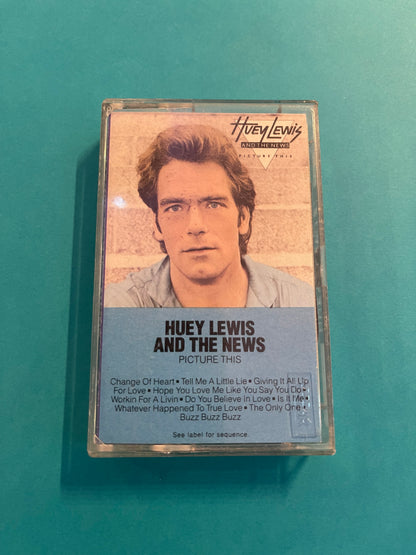 Huey Lewis
AND THE NEWS
PICTURE THIS
HUEY LEWIS
AND THE NEWS
PICTURE THIS
Change Of Heart ▪ Tell Me A Little Lie ▪ Giving It All Up
For Love ▪ Hope You Love Me Like You Say You Do ▪
Workin For A Livin ▪ Do You Believe In Love ▪ Is It Me ▪
Whatever Happened To True Love ▪ The Only One ▪
Buzz Buzz Buzz
See label for sequence.